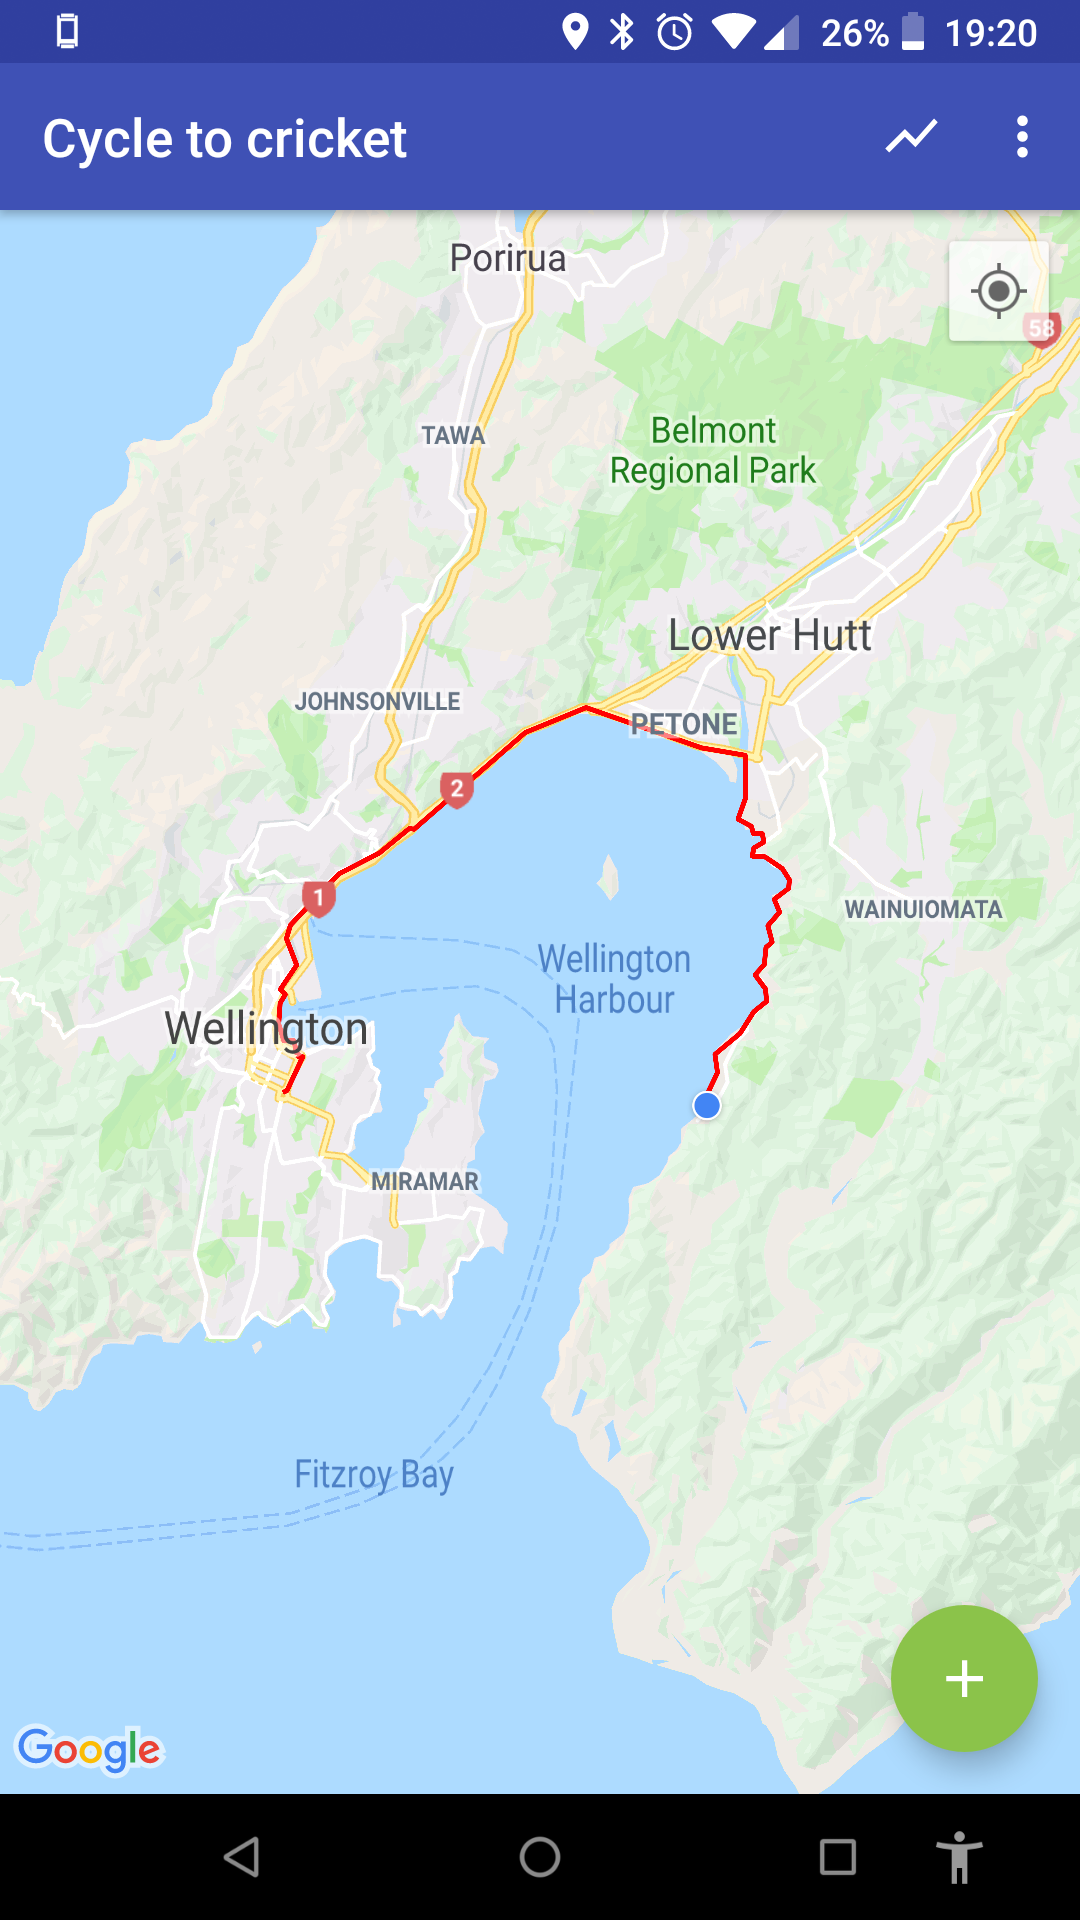 26% 19:20
Cycle to cricket
Porirua
58
TAWA
Belmont
Regional Park
Lower Hutt
JOHNSONVILLE
PETONE
2
1
WAINUIOMATA
Wellington
Harbour
Wellington
MIRAMAR
Fitzroy Bay
Google